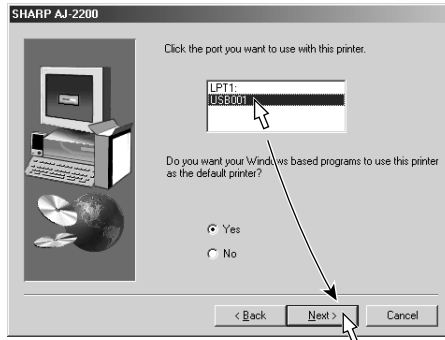 SHARP AJ-2200
Click the port you want to use with this printer.
LPT1:
USB001
Do you want your Windows based programs to use this printer
as the default printer?
Yes
No
< Back
Next >
Cancel